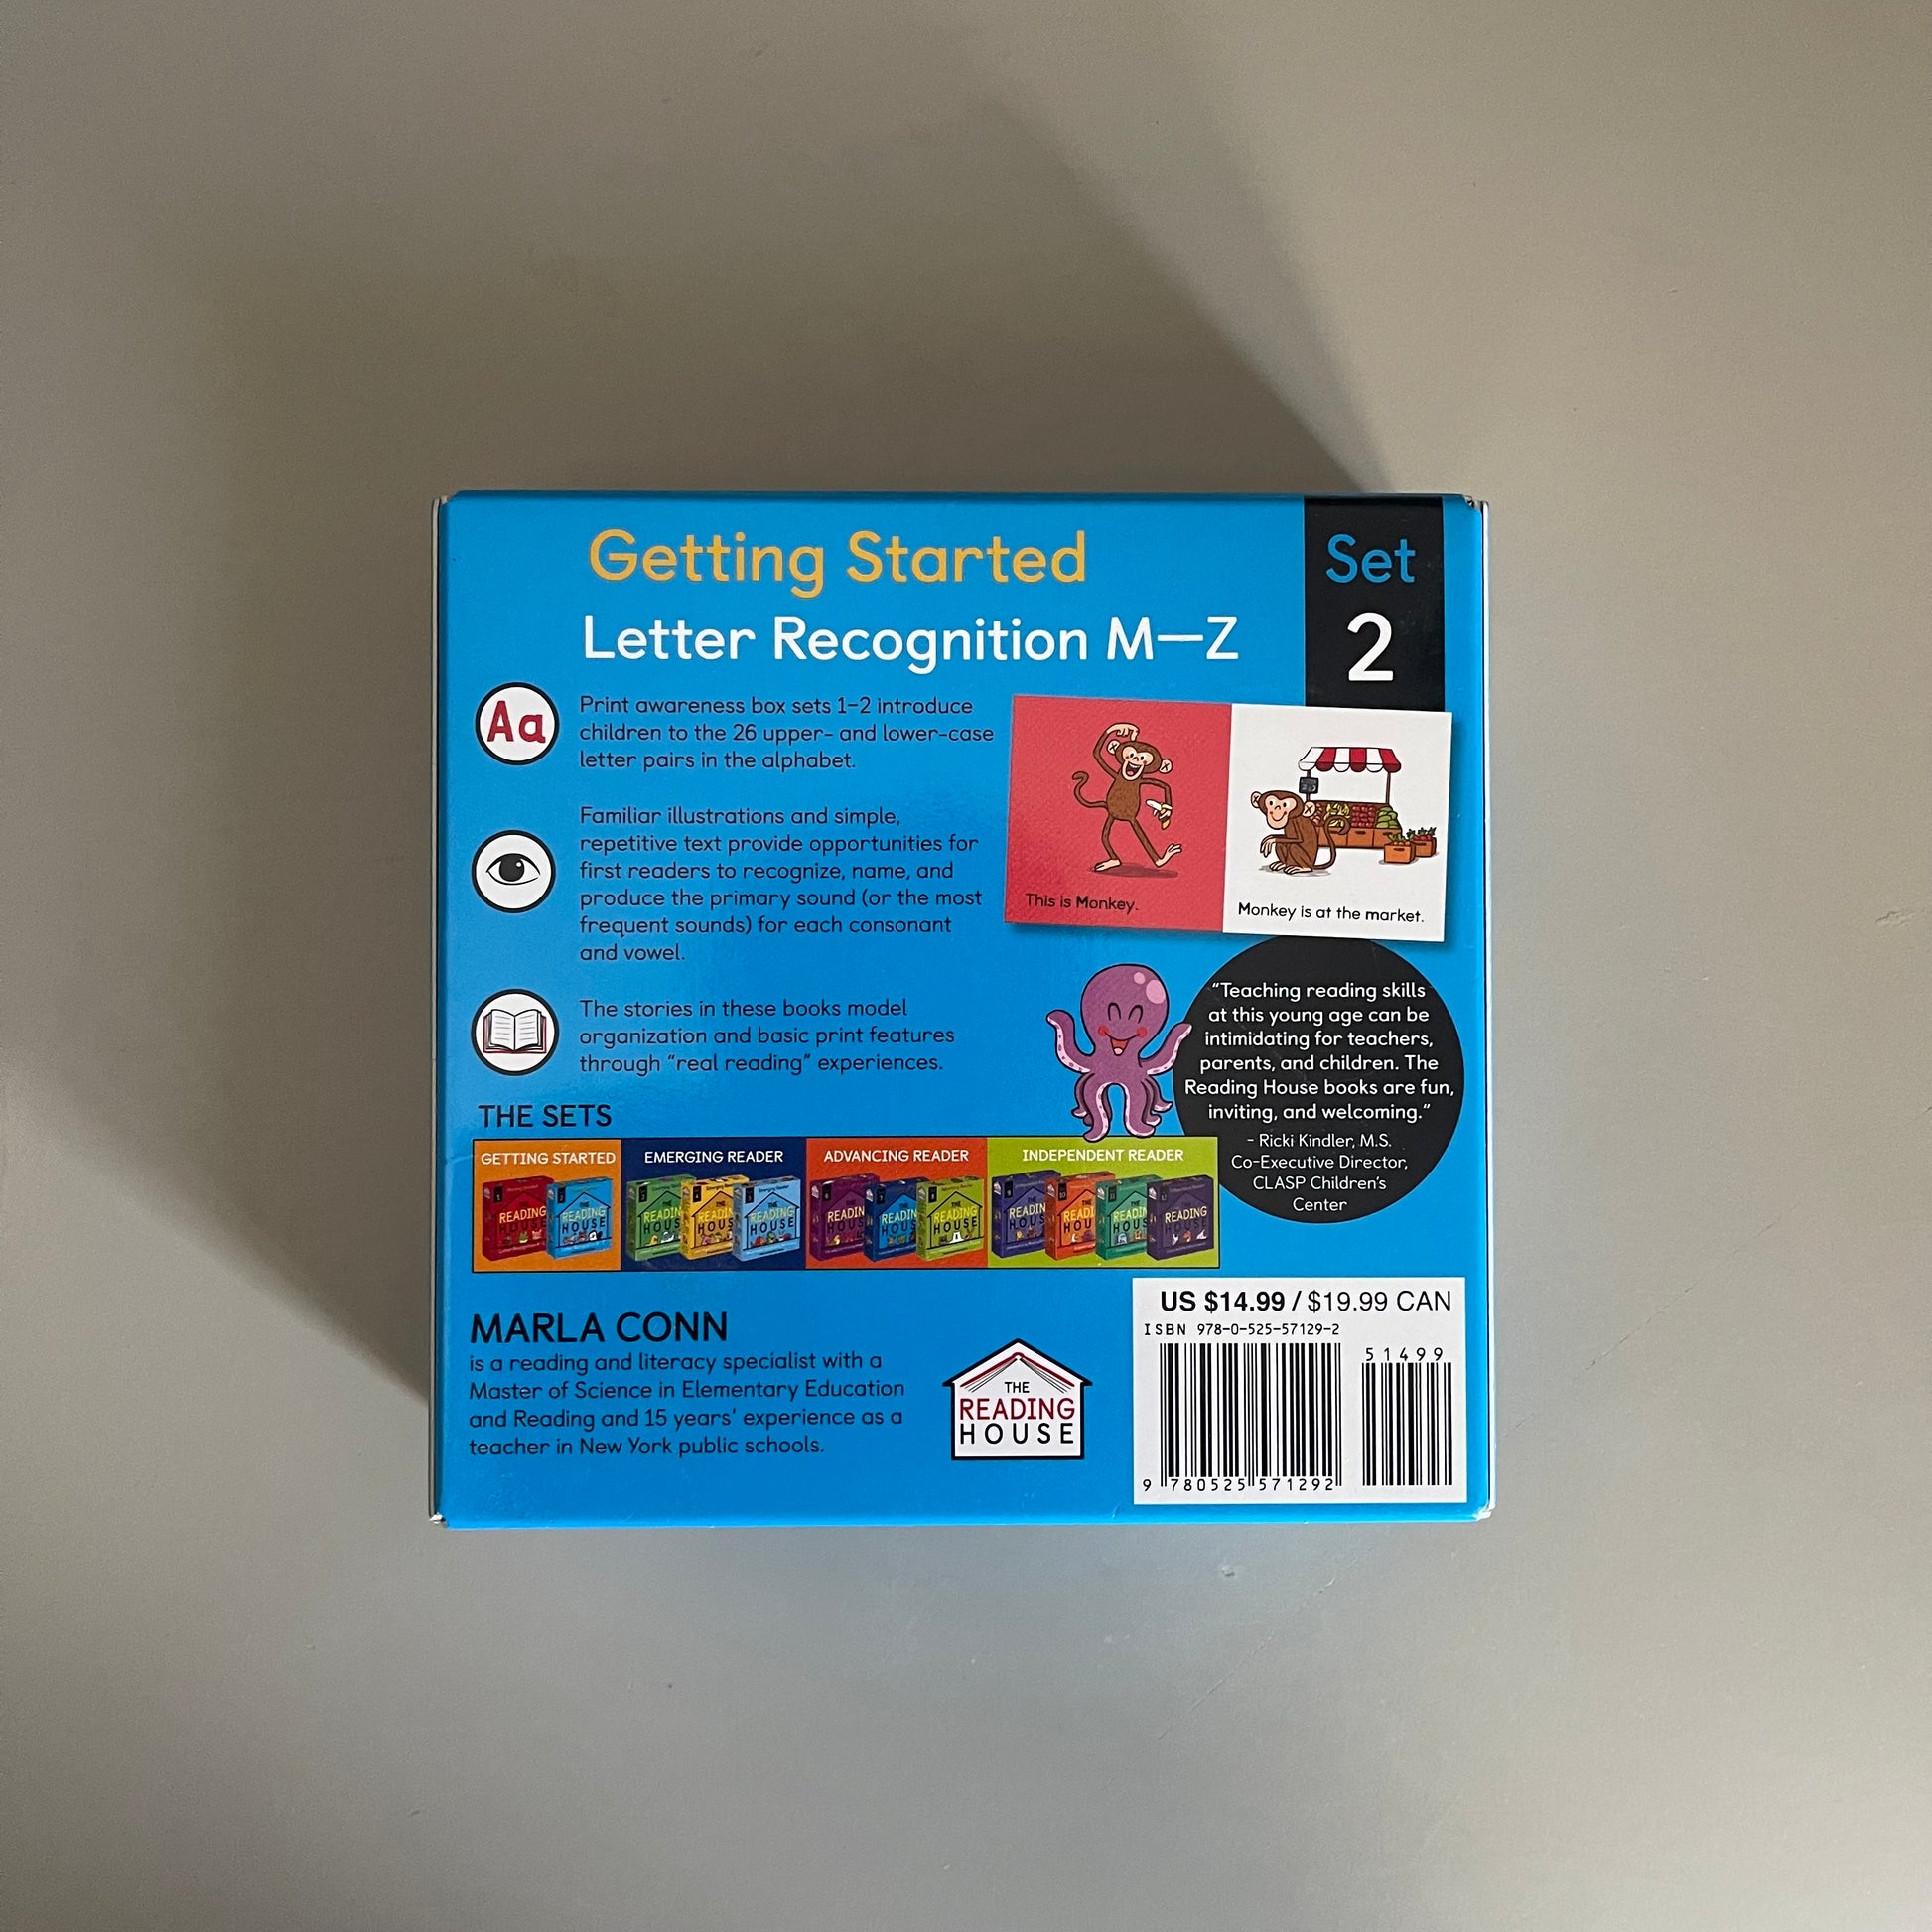 Getting Started
Letter Recognition M—Z
Set
2
Aa
Print awareness box sets 1–2 introduce
children to the 26 upper- and lower-case
letter pairs in the alphabet.
Familiar illustrations and simple,
repetitive text provide opportunities for
first readers to recognize, name, and
produce the primary sound (or the most
frequent sounds) for each consonant
and vowel.
The stories in these books model
organization and basic print features
through "real reading" experiences.
This is Monkey.
Monkey is at the market.
"Teaching reading skills
at this young age can be
intimidating for teachers,
parents, and children. The
Reading House books are fun,
inviting, and welcoming."
- Ricki Kindler, M.S.
Co-Executive Director,
CLASP Children's
Center
THE SETS
GETTING STARTED
EMERGING READER
ADVANCING READER
INDEPENDENT READER
MARLA CONN
is a reading and literacy specialist with a
Master of Science in Elementary Education
and Reading and 15 years' experience as a
teacher in New York public schools.
THE
READING
HOUSE
US $14.99 / $19.99 CAN
ISBN 978-0-525-57129-2
51499
9 780525 571292